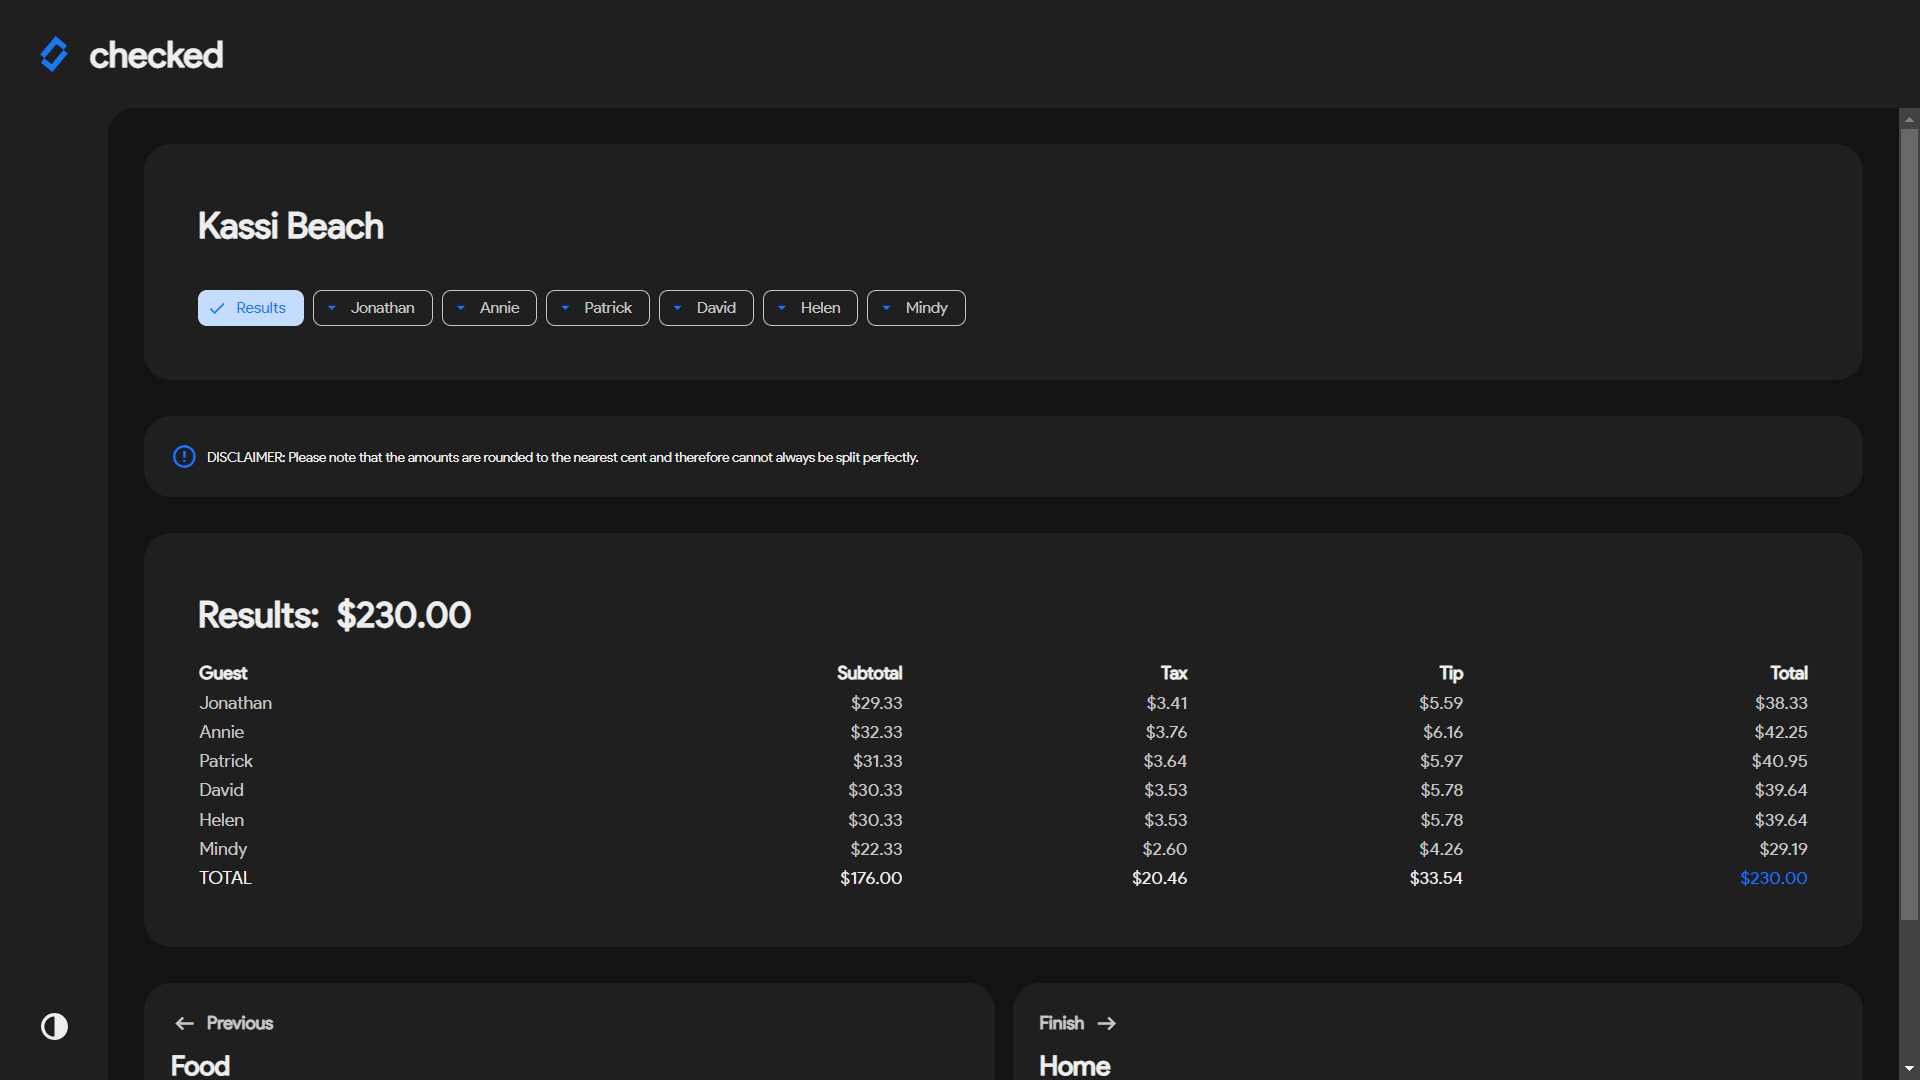 checked
Kassi Beach
Results Jonathan Annie Patrick David Helen Mindy
DISCLAIMER: Please note that the amounts are rounded to the nearest cent and therefore cannot always be split perfectly.
Results: $230.00
Guest Subtotal Tax Tip Total
Jonathan $29.33 $3.41 $5.59 $38.33
Annie $32.33 $3.76 $6.16 $42.25
Patrick $31.33 $3.64 $5.97 $40.95
David $30.33 $3.53 $5.78 $39.64
Helen $30.33 $3.53 $5.78 $39.64
Mindy $22.33 $2.60 $4.26 $29.19
TOTAL $176.00 $20.46 $33.54 $230.00
Previous Finish
Food Home